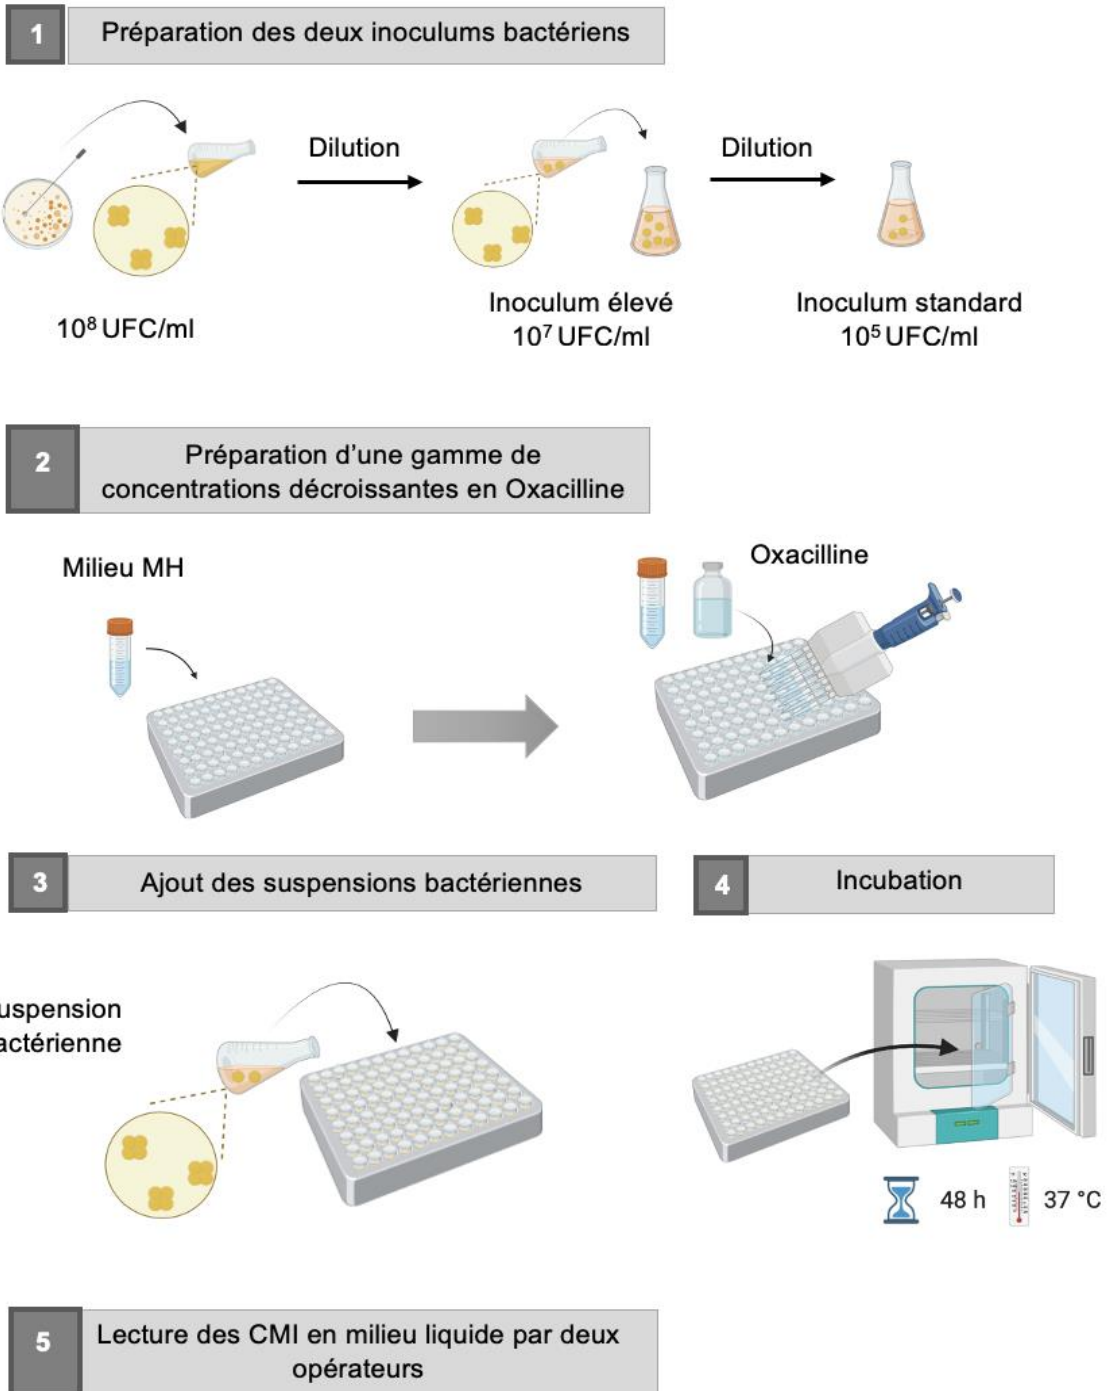 1
Préparation des deux inoculums bactériens
Dilution
Dilution
10⁸ UFC/ml
Inoculum élevé
10⁷ UFC/ml
Inoculum standard
10⁵ UFC/ml
2
Préparation d’une gamme de
concentrations décroissantes en Oxacilline
Milieu MH
Oxacilline
3
Ajout des suspensions bactériennes
4
Incubation
uspension
actérienne
48 h
37 °C
5
Lecture des CMI en milieu liquide par deux
opérateurs